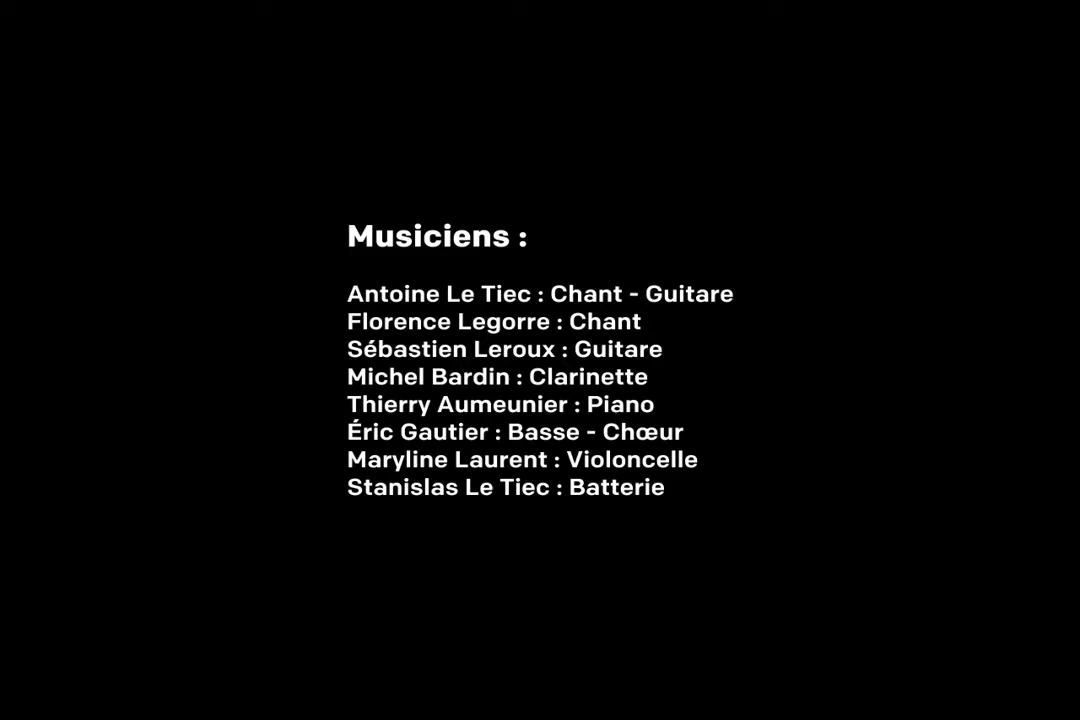 Musiciens :
Antoine Le Tiec : Chant - Guitare
Florence Legorre : Chant
Sébastien Leroux : Guitare
Michel Bardin : Clarinette
Thierry Aumeunier : Piano
Éric Gautier : Basse - Chœur
Maryline Laurent : Violoncelle
Stanislas Le Tiec : Batterie